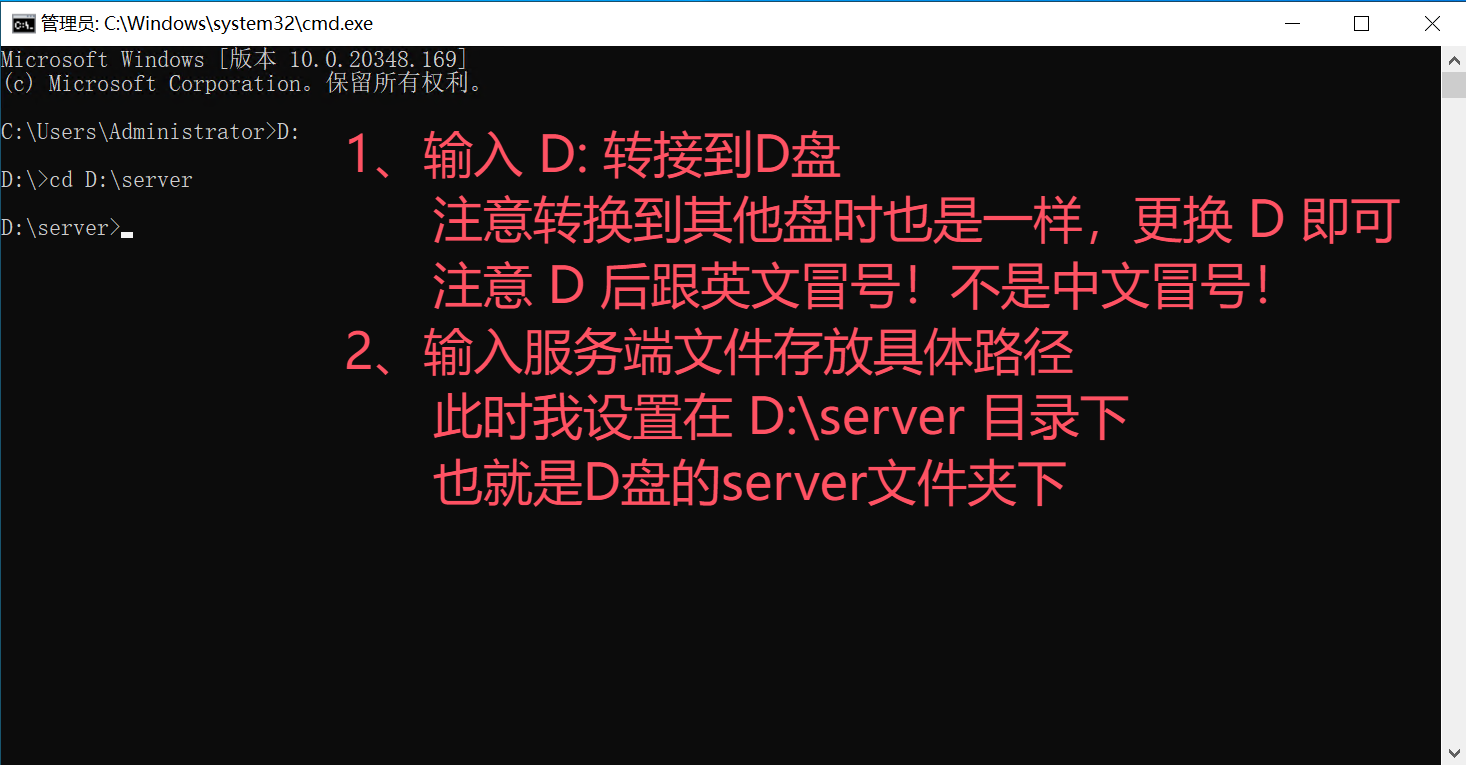 管理员: C:\Windows\system32\cmd.exe
Microsoft Windows [版本 10.0.20348.169]
(c) Microsoft Corporation。保留所有权利。
C:\Users\Administrator>D:
D:\>cd D:\server
D:\server>
1、输入 D: 转接到D盘
注意转换到其他盘时也是一样，更换 D 即可
注意 D 后跟英文冒号！不是中文冒号！
2、输入服务端文件存放具体路径
此时我设置在 D:\server 目录下
也就是D盘的server文件夹下